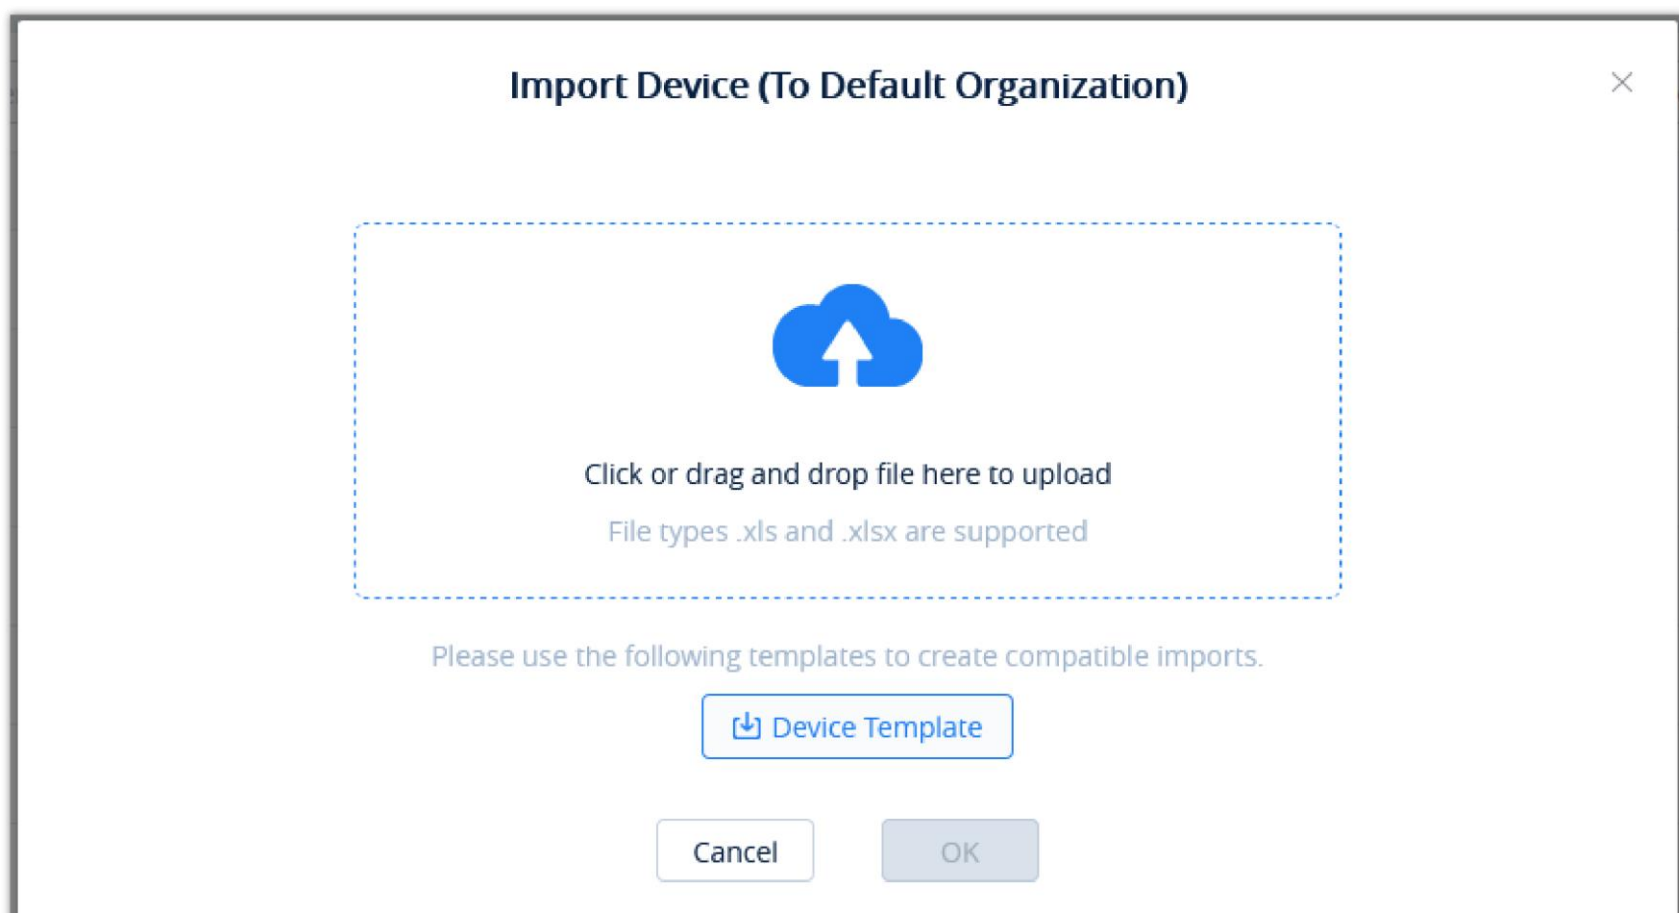 Import Device (To Default Organization)
Click or drag and drop file here to upload
File types .xls and .xlsx are supported
Please use the following templates to create compatible imports.
Device Template
Cancel
OK